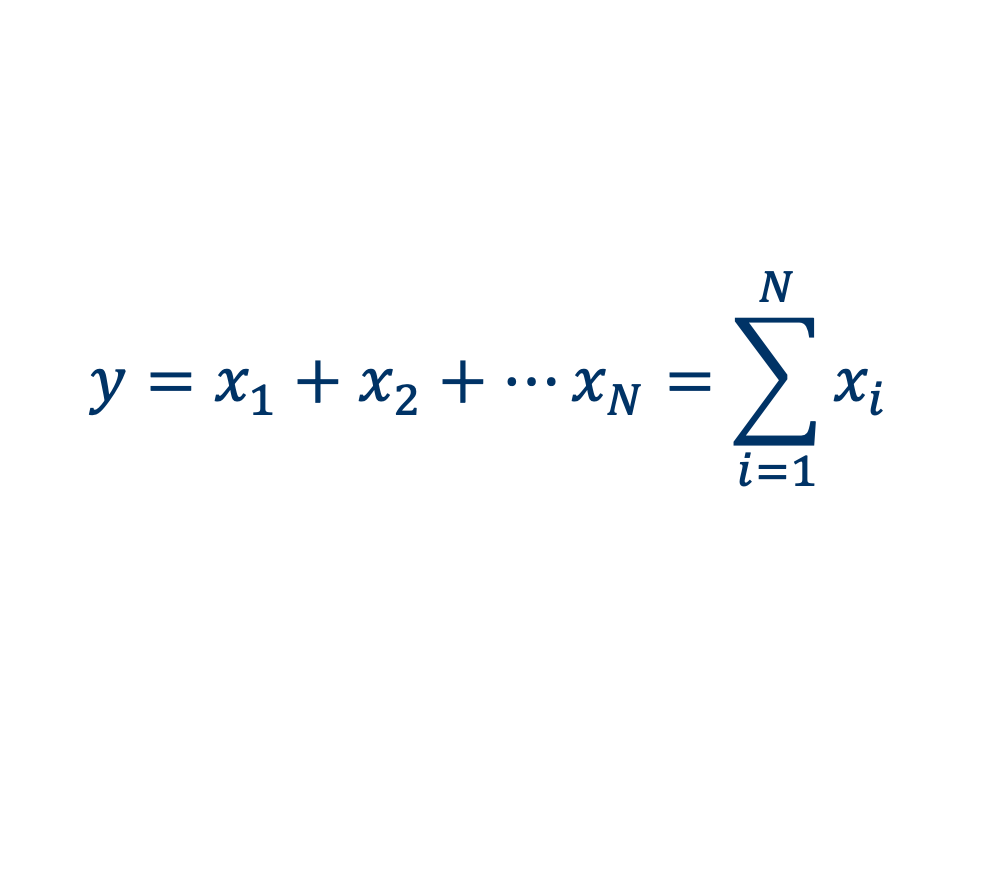 y = x₁ + x₂ + ⋯ x_N = ∑_{i=1}^{N} x_i